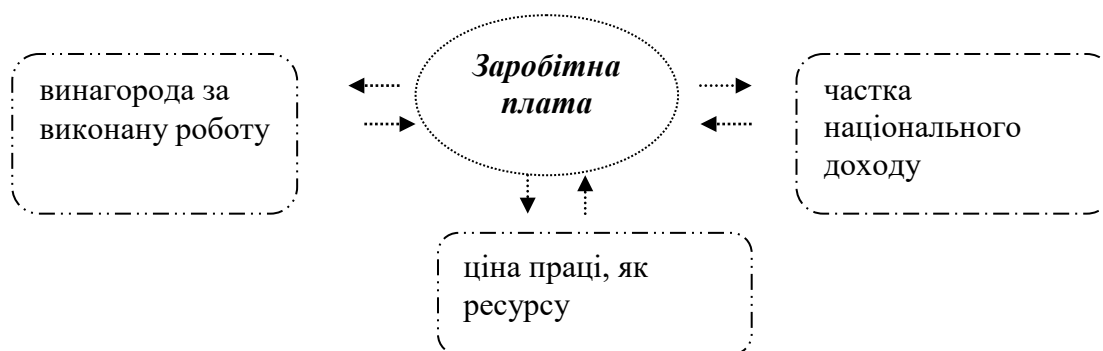 Заробітна
плата
винагорода за
виконану роботу
частка
національного
доходу
ціна праці, як
ресурсу